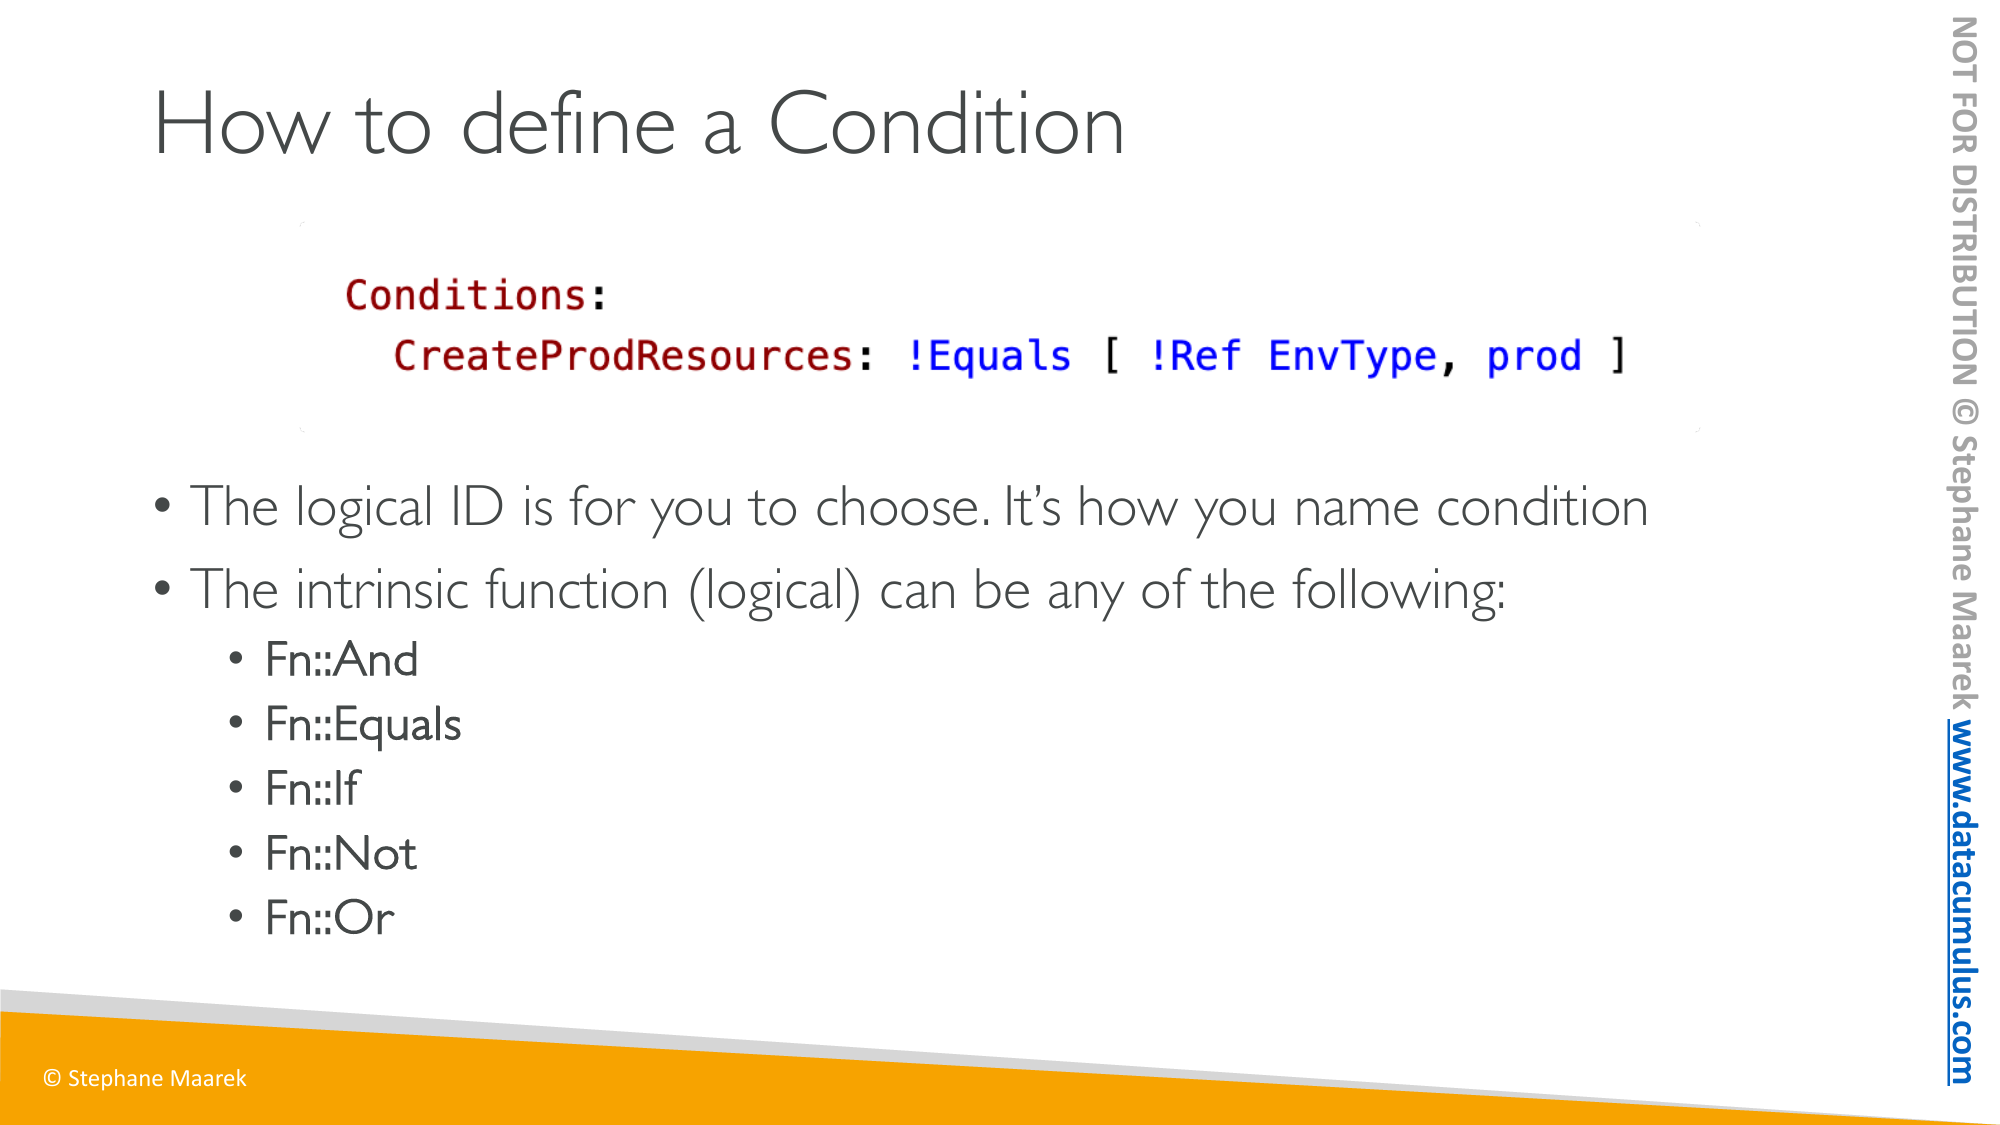 How to define a Condition
Conditions:
  CreateProdResources: !Equals [ !Ref EnvType, prod ]
• The logical ID is for you to choose. It’s how you name condition
• The intrinsic function (logical) can be any of the following:
• Fn::And
• Fn::Equals
• Fn::If
• Fn::Not
• Fn::Or
© Stephane Maarek
NOT FOR DISTRIBUTION © Stephane Maarek www.datacumulus.com